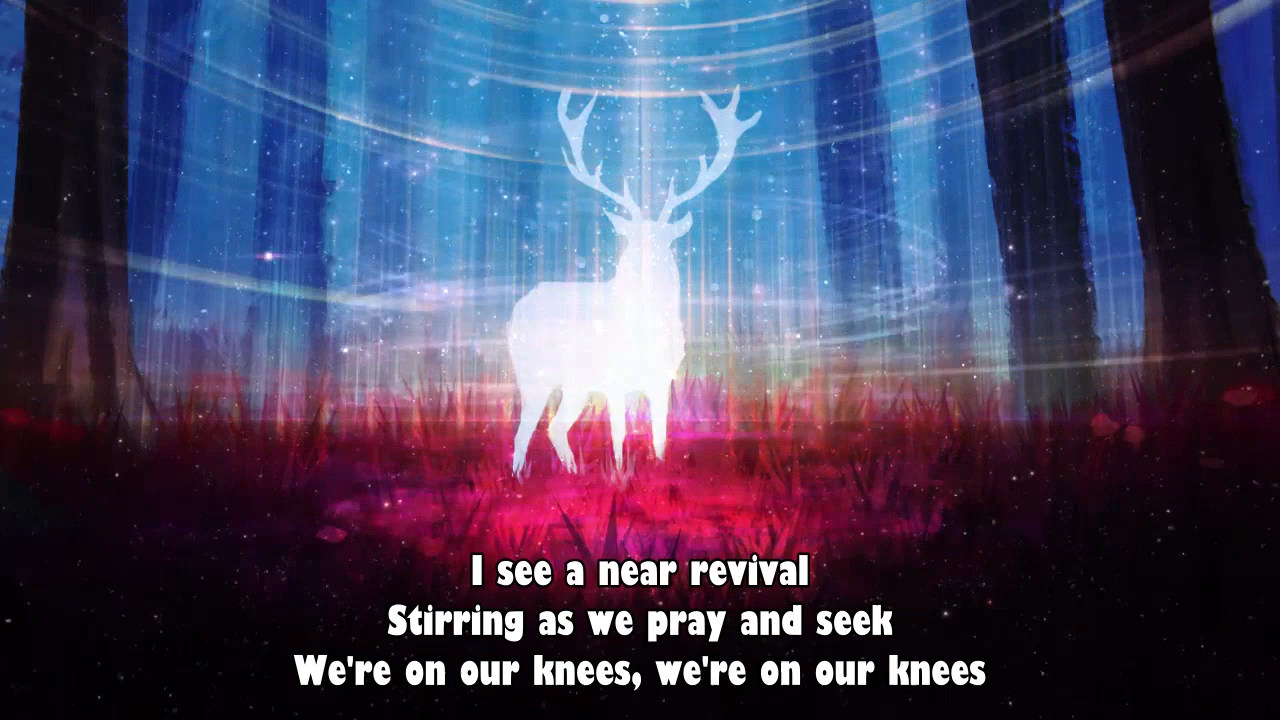 I see a near revival
Stirring as we pray and seek
We're on our knees, we're on our knees